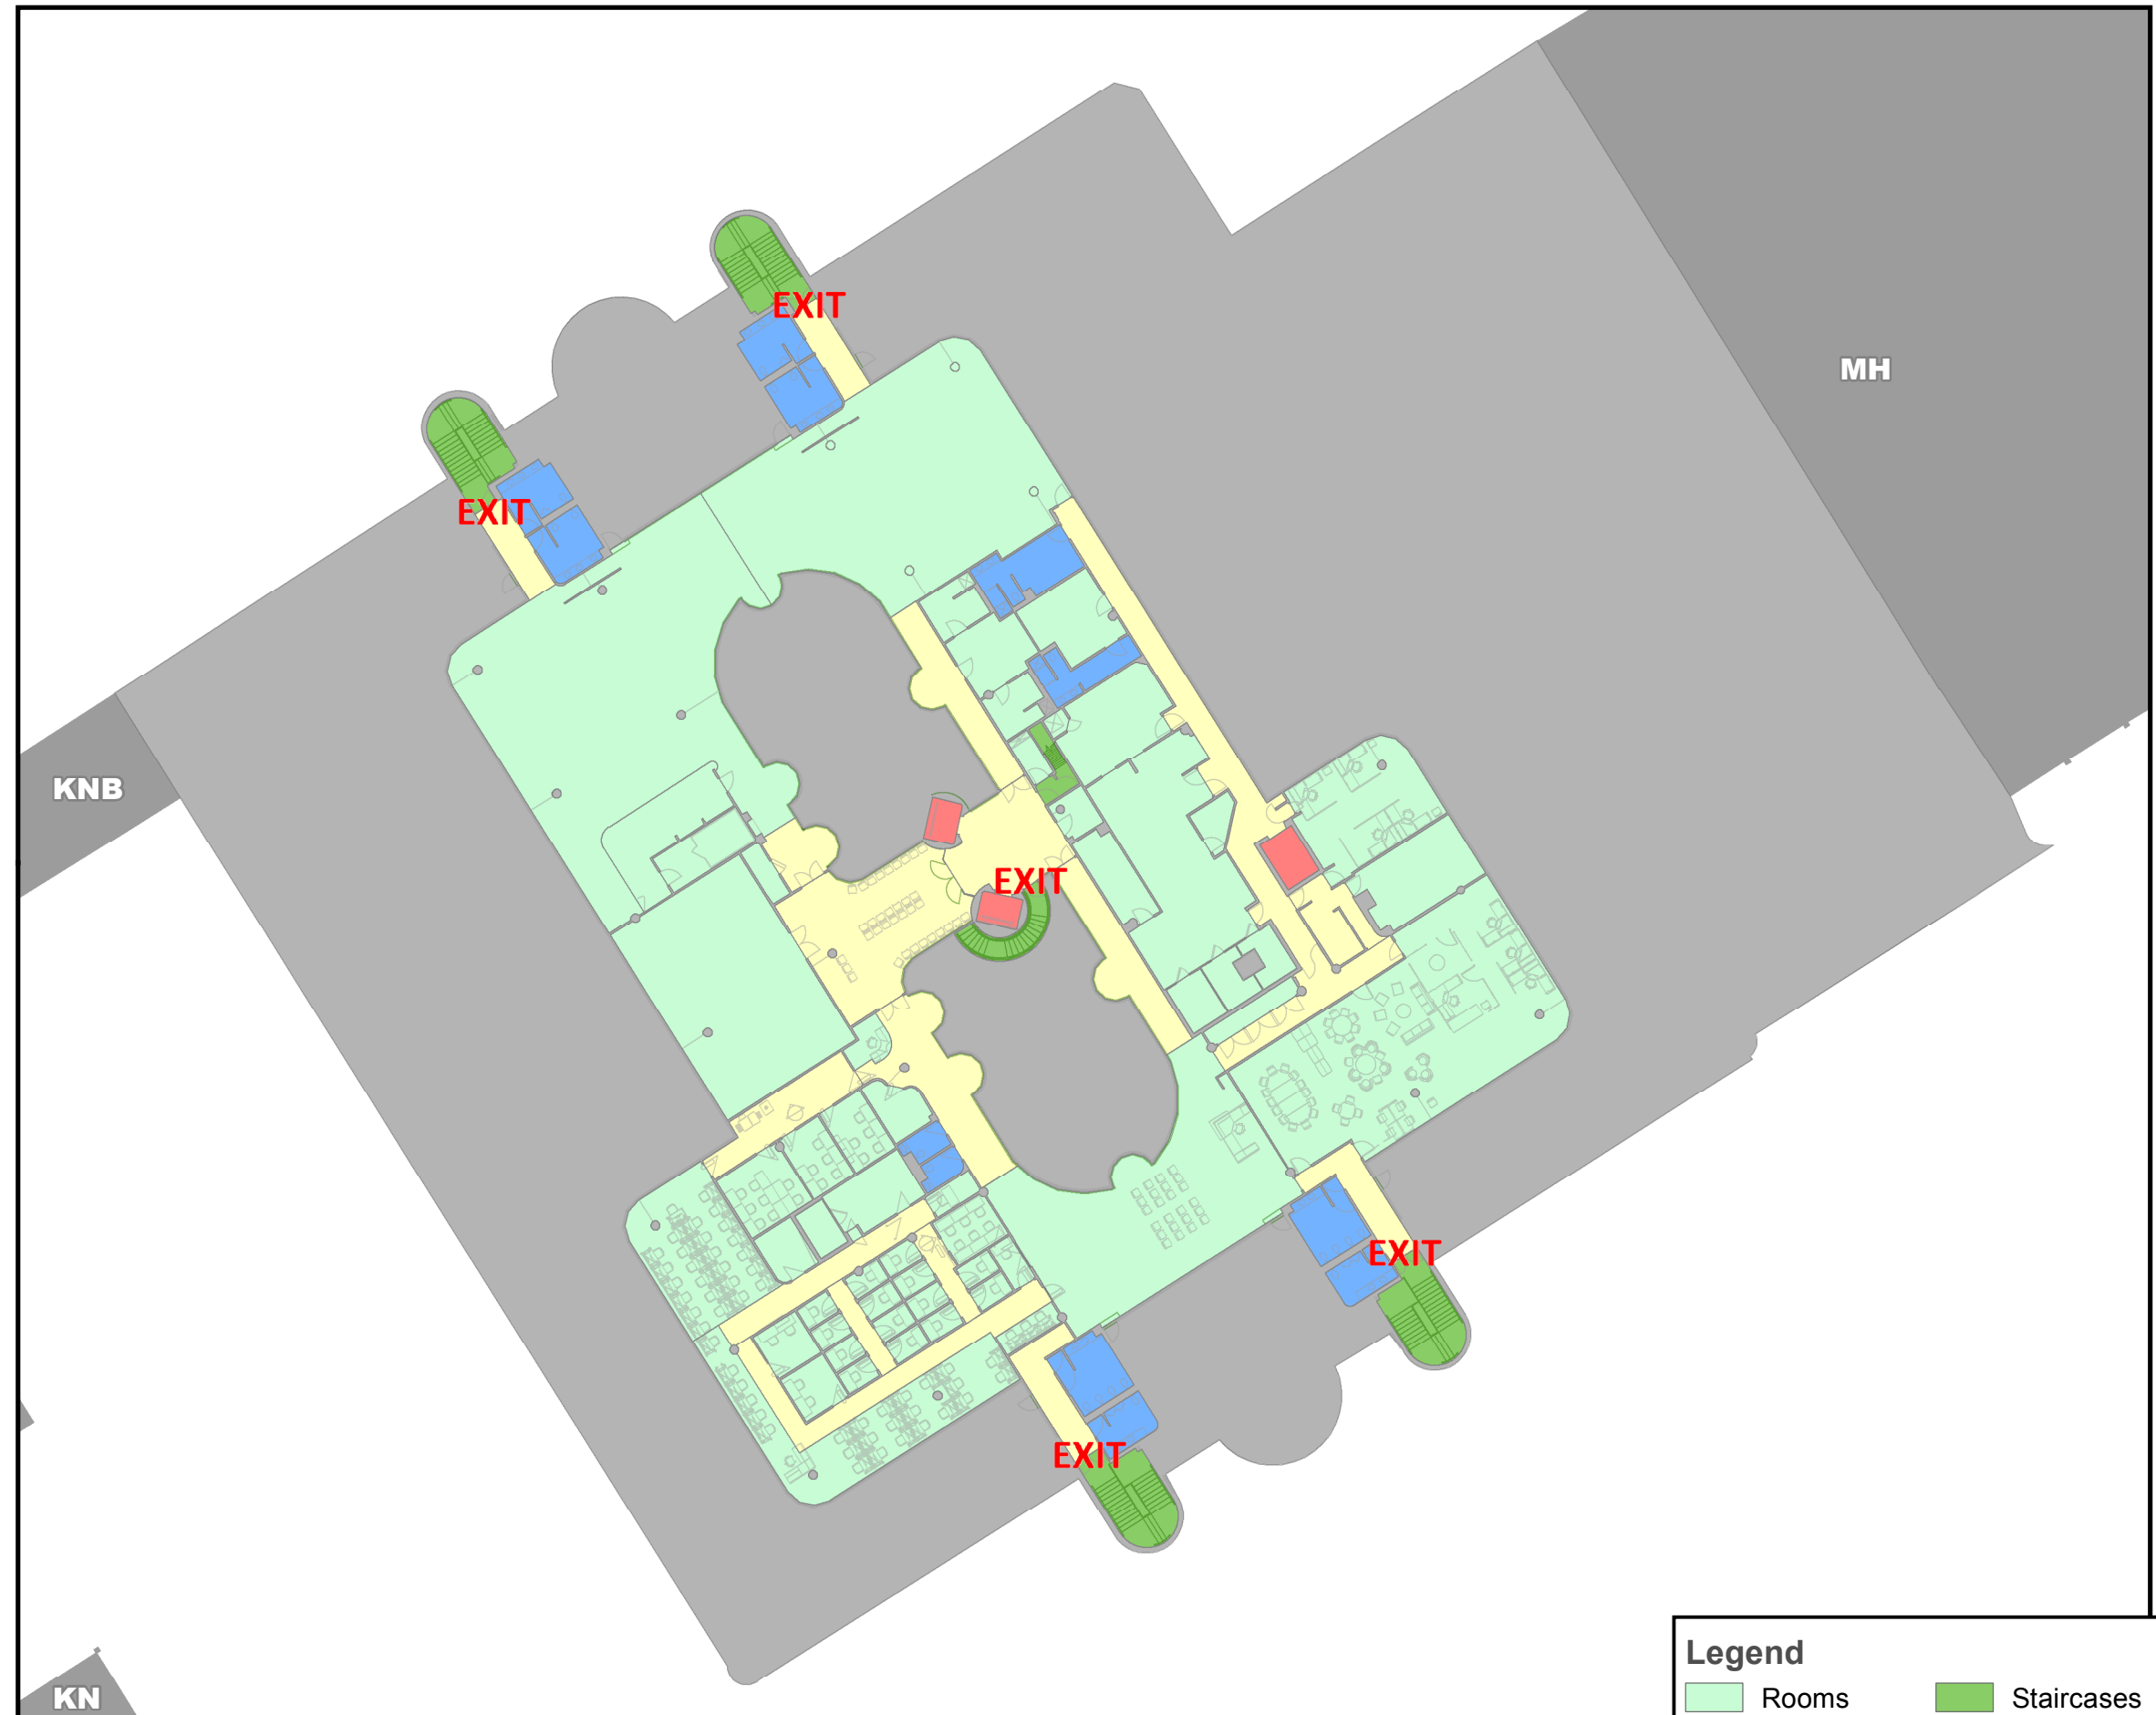 EXIT
MH
EXIT
KNB
EXIT
EXIT
EXIT
Legend
KN
Rooms
Staircases